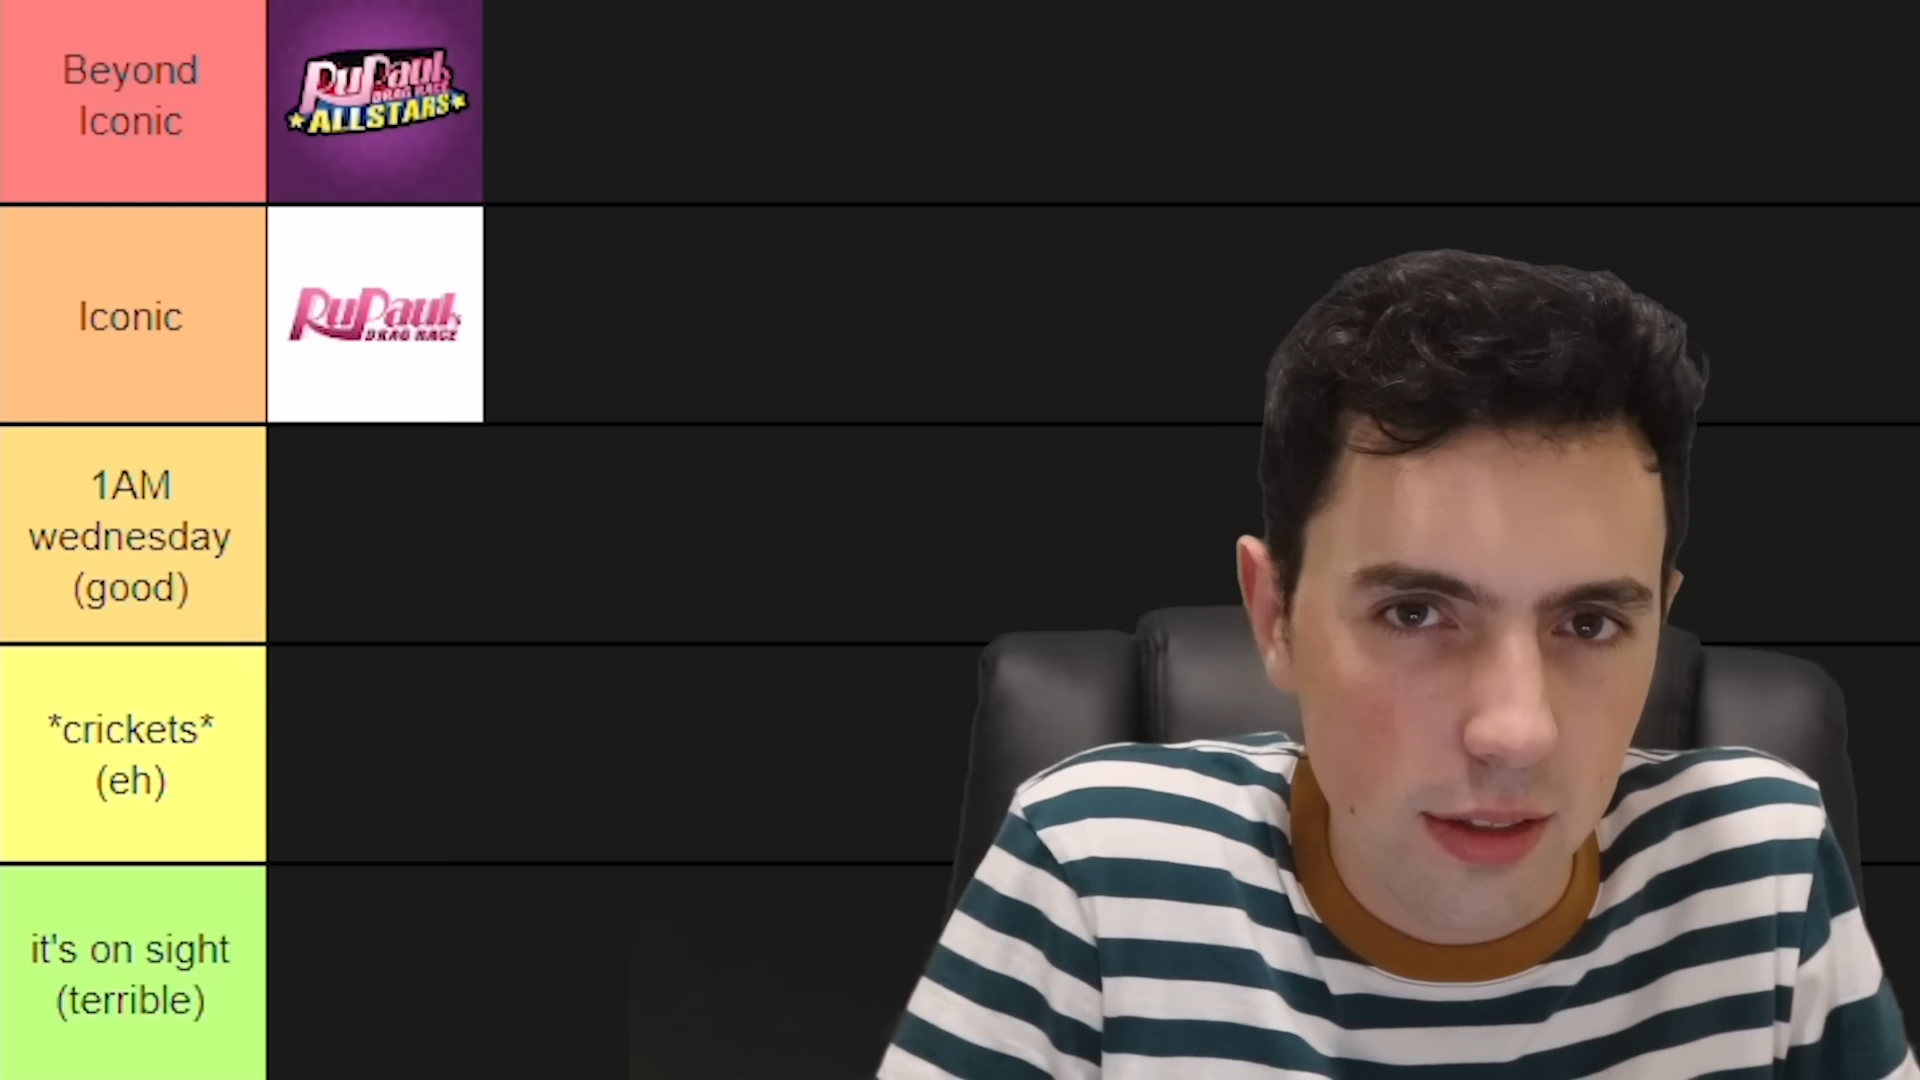 Beyond
Iconic
RuPaul's
DRAG RACE
★ALLSTARS★
Iconic
RuPaul's
DRAG RACE
1AM
wednesday
(good)
*crickets*
(eh)
it's on sight
(terrible)